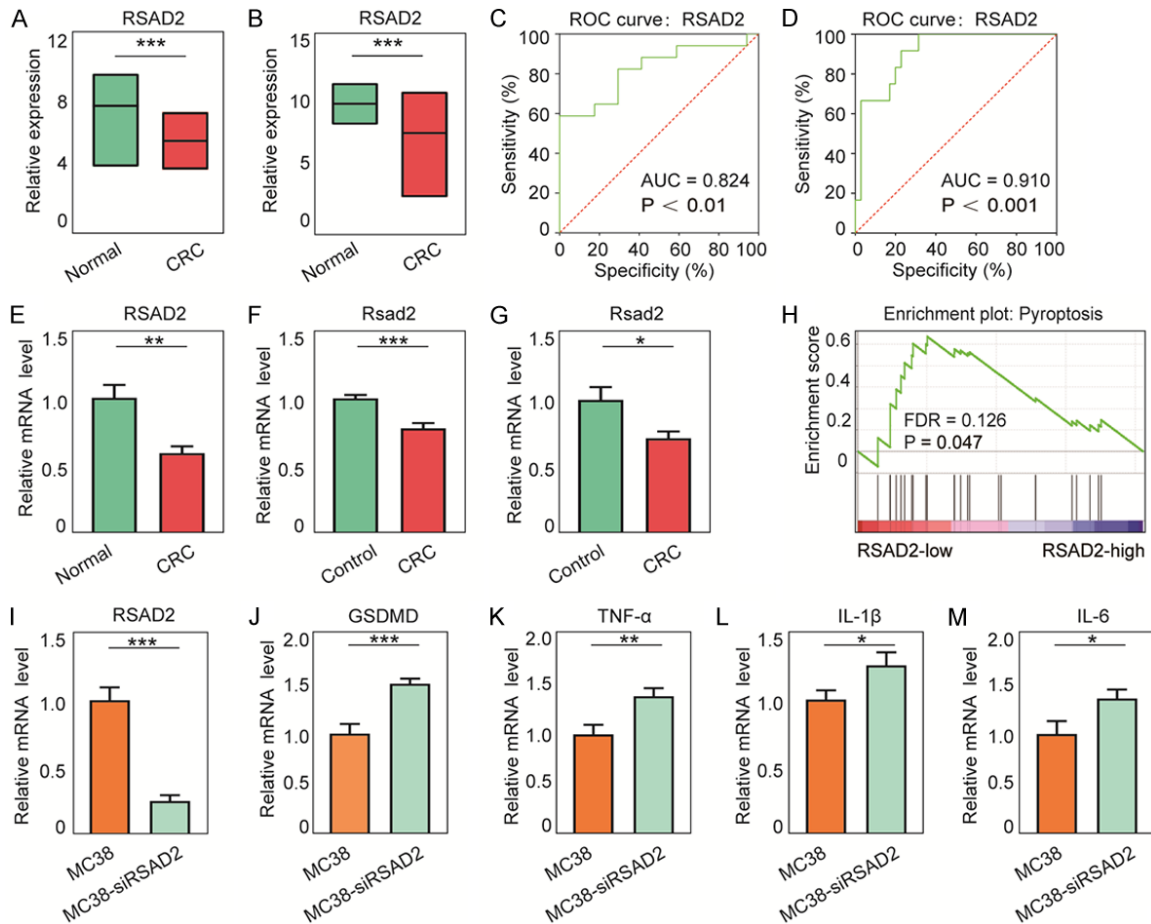 A
RSAD2
***
Relative expression
12
8
4
0
Normal
CRC
B
RSAD2
***
Relative expression
15
10
5
0
Normal
CRC
C
ROC curve: RSAD2
Sensitivity (%)
100
80
60
40
20
0
AUC = 0.824
P < 0.01
20 40 60 80 100
Specificity (%)
D
ROC curve: RSAD2
Sensitivity (%)
100
80
60
40
20
0
AUC = 0.910
P < 0.001
0 20 40 60 80 100
Specificity (%)
E
RSAD2
**
Relative mRNA level
1.5
1.0
0.5
0
Normal
CRC
F
Rsad2
***
Relative mRNA level
1.5
1.0
0.5
0
Control
CRC
G
Rsad2
*
Relative mRNA level
1.5
1.0
0.5
0
Control
CRC
H
Enrichment plot: Pyroptosis
Enrichment score
0.6
0.4
0.2
0
FDR = 0.126
P = 0.047
RSAD2-low RSAD2-high
I
RSAD2
***
Relative mRNA level
1.5
1.0
0.5
0
MC38
MC38-siRSAD2
J
GSDMD
***
Relative mRNA level
2.0
1.5
1.0
0.5
0
MC38
MC38-siRSAD2
K
TNF-α
**
Relative mRNA level
2.0
1.5
1.0
0.5
0
MC38
MC38-siRSAD2
L
IL-1β
*
Relative mRNA level
1.5
1.0
0.5
0
MC38
MC38-siRSAD2
M
IL-6
*
Relative mRNA level
2.0
1.5
1.0
0.5
0
MC38
MC38-siRSAD2